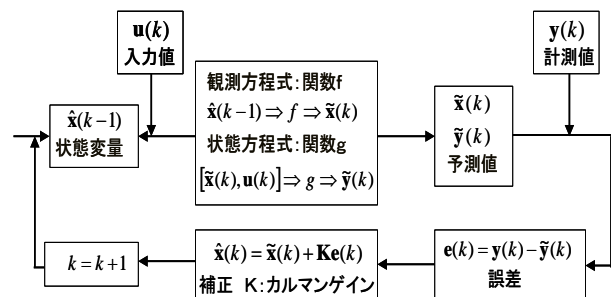 u(k)
入力値
y(k)
計測値
x̂(k−1)
状態変量
観測方程式：関数f
x̂(k−1)⇒f⇒x̃(k)
状態方程式：関数g
[x̃(k),u(k)]⇒g⇒ỹ(k)
x̃(k)
ỹ(k)
予測値
k=k+1
x̂(k)=x̃(k)+Ke(k)
補正 K：カルマンゲイン
e(k)=y(k)−ỹ(k)
誤差